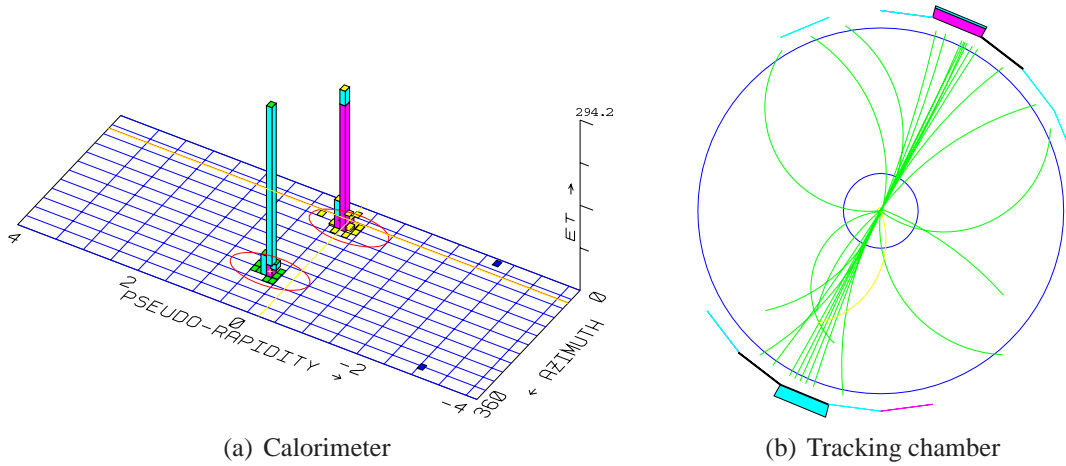 294.2
ET →
4
2
0
-2
-4
PSEUDO-RAPIDITY →
0
← AZIMUTH
360
(a) Calorimeter
(b) Tracking chamber